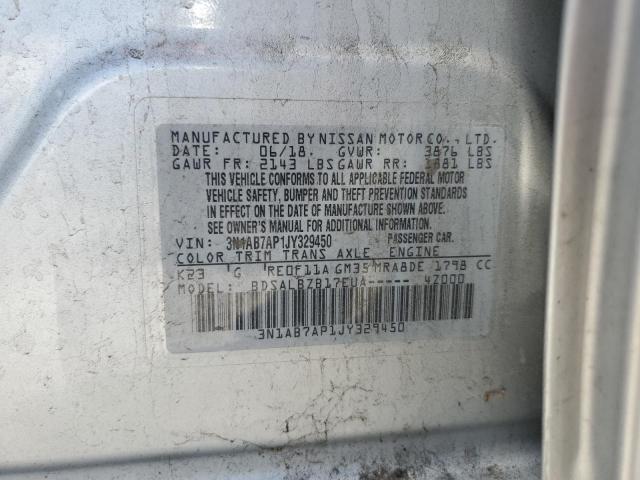 MANUFACTURED BY NISSAN MOTOR CO., LTD.
DATE: 06/18. GVWR: 3876 LBS
GAWR FR: 2143 LBS GAWR RR: 1881 LBS
THIS VEHICLE CONFORMS TO ALL APPLICABLE FEDERAL MOTOR
VEHICLE SAFETY, BUMPER AND THEFT PREVENTION STANDARDS
IN EFFECT ON THE DATE OF MANUFACTURE SHOWN ABOVE.
SEE OWNER'S MANUAL FOR ADDITIONAL INFORMATION.
VIN: 3N1AB7AP1JY329450 PASSENGER CAR.
COLOR TRIM TRANS AXLE ENGINE
K23 G RE0F11A GM35 MRA8DE 1798 CC
BDSALBZB17EUA----- 4Z000
3N1AB7AP1JY329450